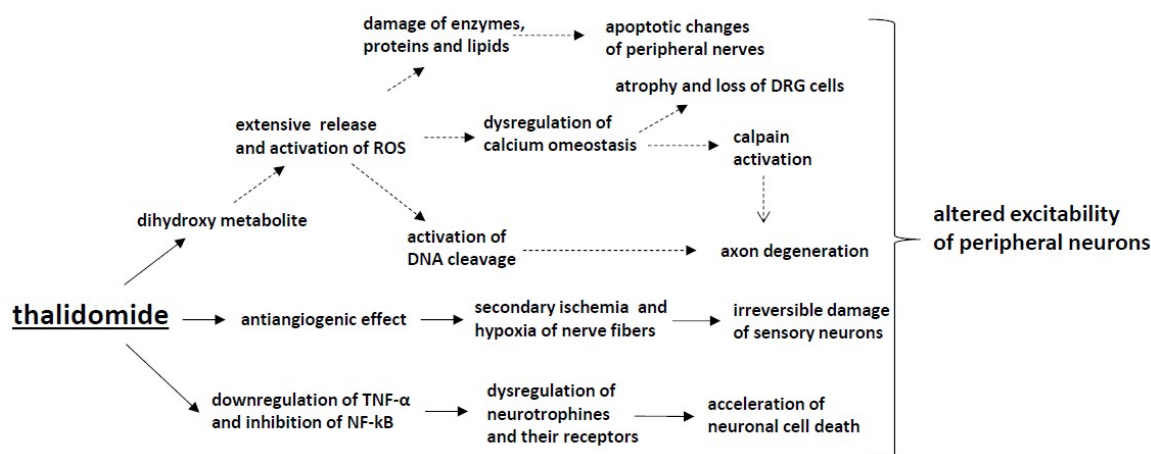 damage of enzymes,
proteins and lipids
apoptotic changes
of peripheral nerves
atrophy and loss of DRG cells
extensive release
and activation of ROS
dysregulation of
calcium omeostasis
calpain
activation
dihydroxy metabolite
activation of
DNA cleavage
axon degeneration
altered excitability
of peripheral neurons
thalidomide
antiangiogenic effect
secondary ischemia and
hypoxia of nerve fibers
irreversible damage
of sensory neurons
downregulation of TNF-α
and inhibition of NF-kB
dysregulation of
neurotrophines
and their receptors
acceleration of
neuronal cell death